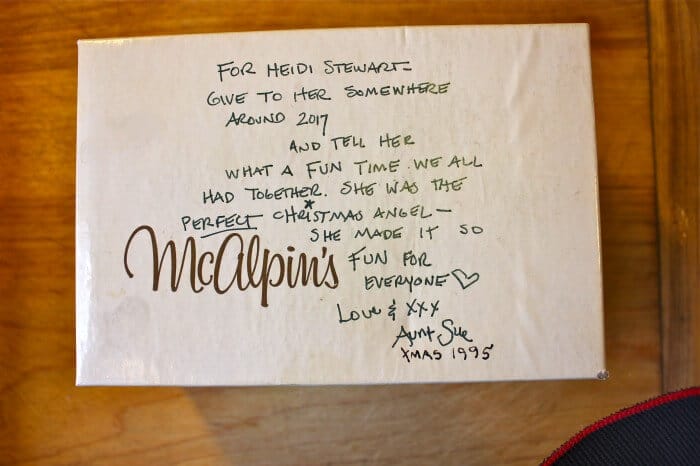 FOR HEIDI STEWART—
GIVE TO HER SOMEWHERE
AROUND 2017
AND TELL HER
WHAT A FUN TIME WE ALL
HAD TOGETHER. SHE WAS THE
PERFECT CHRISTMAS ANGEL—
SHE MADE IT SO
McAlpin's
FUN FOR
EVERYONE♡
Love & XXX
Aunt Sue
XMAS 1995